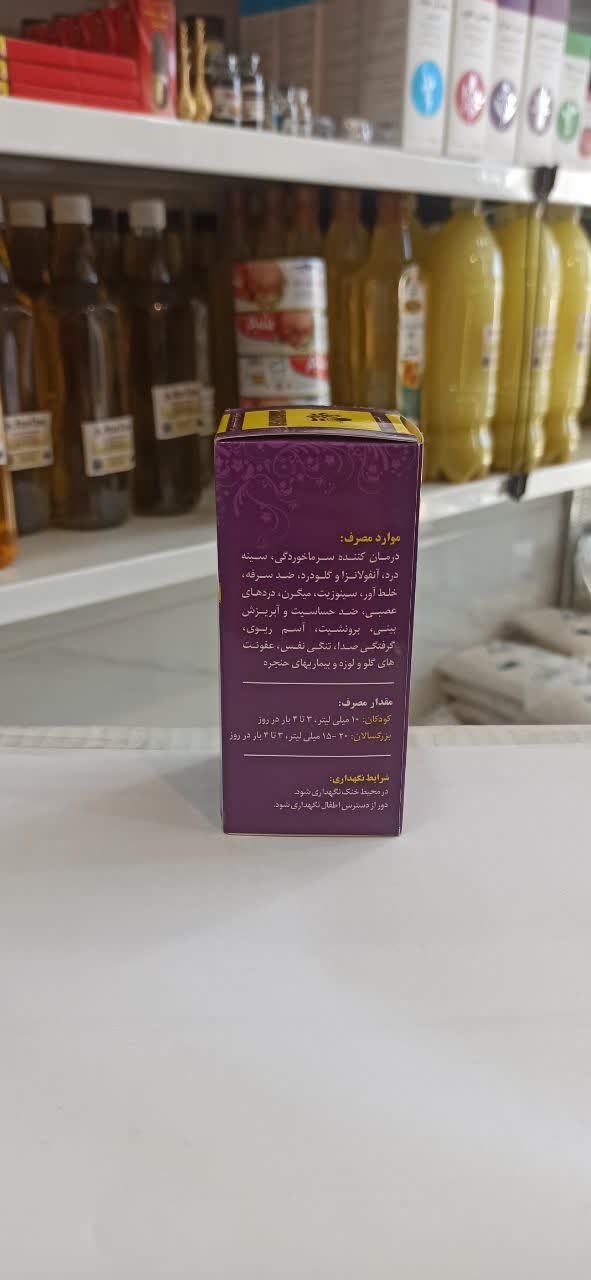 موارد مصرف:
درمان کننده سرماخوردگی، سینه
درد، آنفولانزا و گلودرد، ضد سرفه،
خلط آور، سینوزیت، میگرن، دردهای
عصبی، ضد حساسیت و آبریزش
بینی، برونشیت، آسم ریوی،
گرفتگی صدا، تنگی نفس، عفونت
های گلو و لوزه و بیماریهای حنجره
مقدار مصرف:
کودکان: ۱۰ میلی لیتر، ۳ تا ۴ بار در روز
بزرگسالان: ۲۰ -۱۵ میلی لیتر، ۳ تا ۴ بار در روز
شرایط نگهداری:
در محیط خنک نگهداری شود.
دور از دسترس اطفال نگهداری شود.